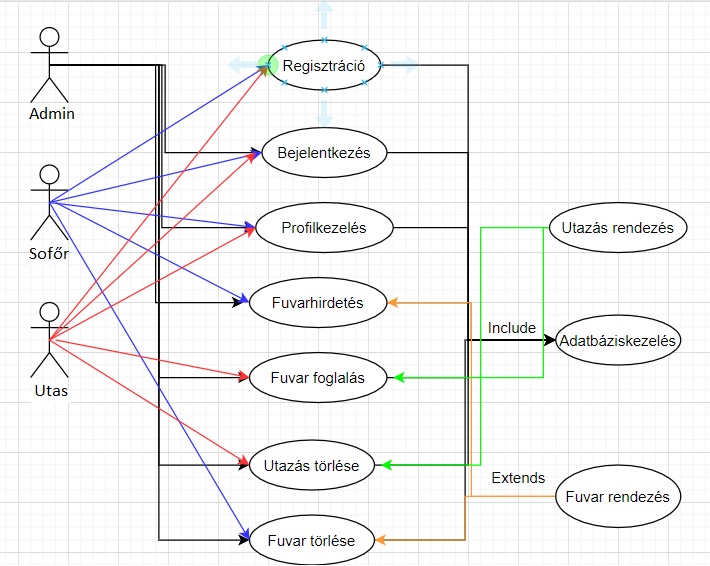 Admin
Sofőr
Utas
Regisztráció
Bejelentkezés
Profilkezelés
Fuvarhirdetés
Fuvar foglalás
Utazás törlése
Fuvar törlése
Include
Extends
Utazás rendezés
Adatbáziskezelés
Fuvar rendezés